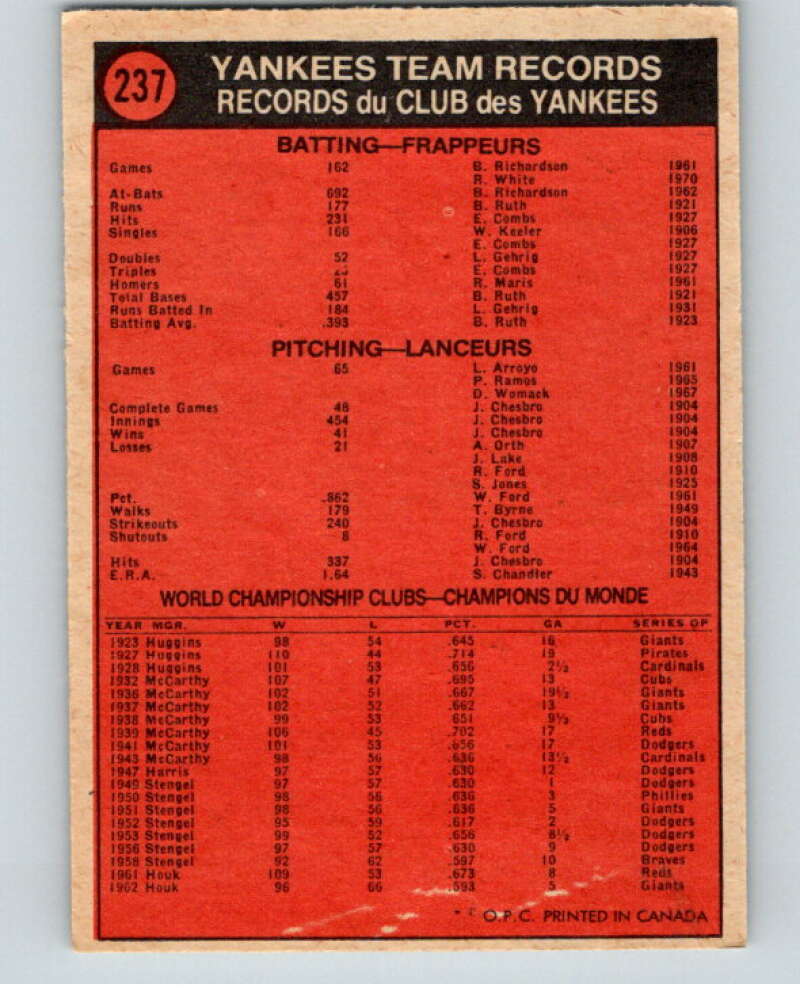 237
YANKEES TEAM RECORDS
RECORDS du CLUB des YANKEES
BATTING—FRAPPEURS
Games 162 B. Richardson 1961
R. White 1970
At-Bats 692 B. Richardson 1962
Runs 177 B. Ruth 1921
Hits 231 E. Combs 1927
Singles 166 W. Keeler 1906
E. Combs 1927
Doubles 52 L. Gehrig 1927
Triples E. Combs 1927
Homers 61 R. Maris 1961
Total Bases 457 B. Ruth 1921
Runs Batted In 184 L. Gehrig 1931
Batting Avg. .393 B. Ruth 1923
PITCHING—LANCEURS
Games 65 L. Arroyo 1961
P. Ramos 1965
D. Womack 1967
Complete Games 48 J. Chesbro 1904
Innings 454 J. Chesbro 1904
Wins 41 J. Chesbro 1904
Losses 21 A. Orth 1907
J. Lake 1908
R. Ford 1910
S. Jones 1925
Pct. .862 W. Ford 1961
Walks 179 T. Byrne 1949
Strikeouts 240 J. Chesbro 1904
Shutouts 8 R. Ford 1910
W. Ford 1964
Hits 337 J. Chesbro 1904
E.R.A. 1.64 S. Chandler 1943
WORLD CHAMPIONSHIP CLUBS—CHAMPIONS DU MONDE
YEAR MGR. W L PCT. GA SERIES OP
1923 Huggins 98 54 .645 16 Giants
1927 Huggins 110 44 .714 19 Pirates
1928 Huggins 101 53 .656 2½ Cardinals
1932 McCarthy 107 47 .695 13 Cubs
1936 McCarthy 102 51 .667 19½ Giants
1937 McCarthy 102 52 .662 13 Giants
1938 McCarthy 99 53 .651 9½ Cubs
1939 McCarthy 106 45 .702 17 Reds
1941 McCarthy 101 53 .656 17 Dodgers
1943 McCarthy 98 56 .636 13½ Cardinals
1947 Harris 97 57 .630 12 Dodgers
1949 Stengel 97 57 .630 1 Dodgers
1950 Stengel 98 56 .636 3 Phillies
1951 Stengel 98 56 .636 5 Giants
1952 Stengel 95 59 .617 2 Dodgers
1953 Stengel 99 52 .656 8½ Dodgers
1956 Stengel 97 57 .630 9 Dodgers
1958 Stengel 92 62 .597 10 Braves
1961 Houk 109 53 .673 8 Reds
1962 Houk 96 66 .593 5 Giants
O.P.C. PRINTED IN CANADA